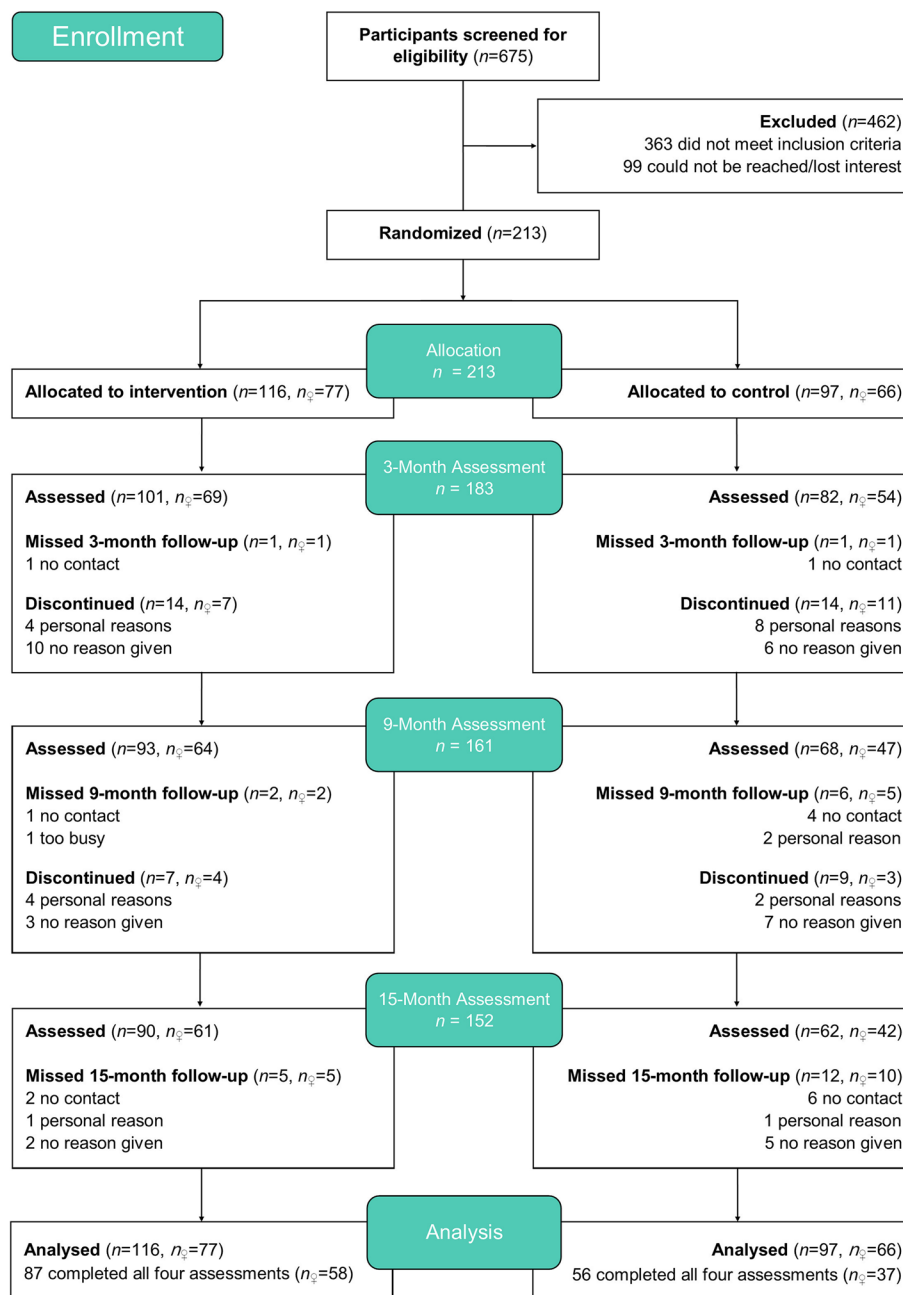 Enrollment
Participants screened for
eligibility (n=675)
Excluded (n=462)
363 did not meet inclusion criteria
99 could not be reached/lost interest
Randomized (n=213)
Allocation
n = 213
Allocated to intervention (n=116, n♀=77)
Allocated to control (n=97, n♀=66)
3-Month Assessment
n = 183
Assessed (n=101, n♀=69)
Missed 3-month follow-up (n=1, n♀=1)
1 no contact
Discontinued (n=14, n♀=7)
4 personal reasons
10 no reason given
Assessed (n=82, n♀=54)
Missed 3-month follow-up (n=1, n♀=1)
1 no contact
Discontinued (n=14, n♀=11)
8 personal reasons
6 no reason given
9-Month Assessment
n = 161
Assessed (n=93, n♀=64)
Missed 9-month follow-up (n=2, n♀=2)
1 no contact
1 too busy
Discontinued (n=7, n♀=4)
4 personal reasons
3 no reason given
Assessed (n=68, n♀=47)
Missed 9-month follow-up (n=6, n♀=5)
4 no contact
2 personal reason
Discontinued (n=9, n♀=3)
2 personal reasons
7 no reason given
15-Month Assessment
n = 152
Assessed (n=90, n♀=61)
Missed 15-month follow-up (n=5, n♀=5)
2 no contact
1 personal reason
2 no reason given
Assessed (n=62, n♀=42)
Missed 15-month follow-up (n=12, n♀=10)
6 no contact
1 personal reason
5 no reason given
Analysis
Analysed (n=116, n♀=77)
87 completed all four assessments (n♀=58)
Analysed (n=97, n♀=66)
56 completed all four assessments (n♀=37)